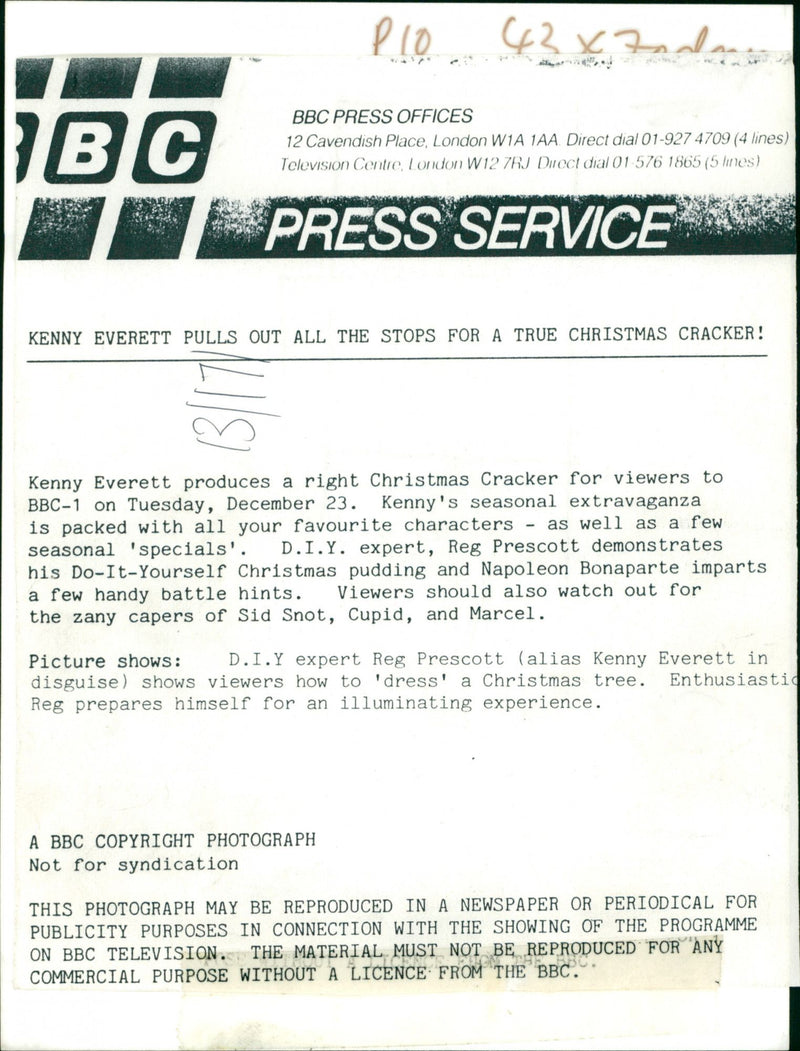 P10 43 x
BBC
BBC PRESS OFFICES
12 Cavendish Place, London W1A 1AA Direct dial 01-927 4709 (4 lines)
Television Centre, London W12 7RJ Direct dial 01 576 1865 (5 lines)
PRESS SERVICE
KENNY EVERETT PULLS OUT ALL THE STOPS FOR A TRUE CHRISTMAS CRACKER!
13/17/
Kenny Everett produces a right Christmas Cracker for viewers to
BBC-1 on Tuesday, December 23. Kenny's seasonal extravaganza
is packed with all your favourite characters - as well as a few
seasonal 'specials'. D.I.Y. expert, Reg Prescott demonstrates
his Do-It-Yourself Christmas pudding and Napoleon Bonaparte imparts
a few handy battle hints. Viewers should also watch out for
the zany capers of Sid Snot, Cupid, and Marcel.
Picture shows: D.I.Y expert Reg Prescott (alias Kenny Everett in
disguise) shows viewers how to 'dress' a Christmas tree. Enthusiastic
Reg prepares himself for an illuminating experience.
A BBC COPYRIGHT PHOTOGRAPH
Not for syndication
THIS PHOTOGRAPH MAY BE REPRODUCED IN A NEWSPAPER OR PERIODICAL FOR
PUBLICITY PURPOSES IN CONNECTION WITH THE SHOWING OF THE PROGRAMME
ON BBC TELEVISION. THE MATERIAL MUST NOT BE REPRODUCED FOR ANY
COMMERCIAL PURPOSE WITHOUT A LICENCE FROM THE BBC.